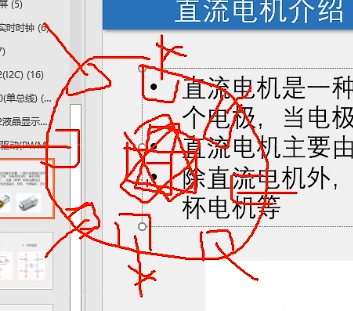 直流电机介绍
屏 (5)
实时时钟 (6)
7)
(I2C) (16)
(单总线) (...
液晶显示...
驱动(PWM
直流电机是一种
个电极，当电极
直流电机主要由
除直流电机外，
杯电机等